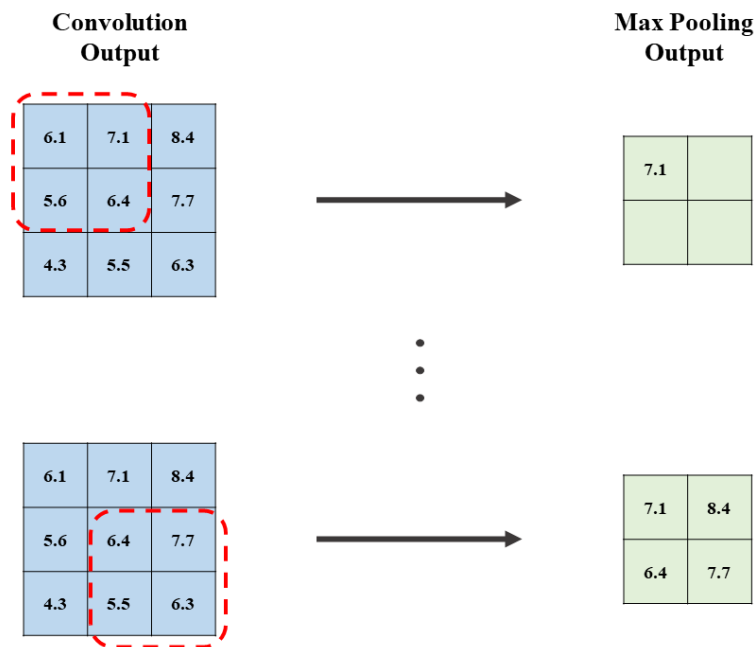 Convolution Output
Max Pooling Output
6.1 7.1 8.4
5.6 6.4 7.7
4.3 5.5 6.3
7.1
6.1 7.1 8.4
5.6 6.4 7.7
4.3 5.5 6.3
7.1 8.4
6.4 7.7